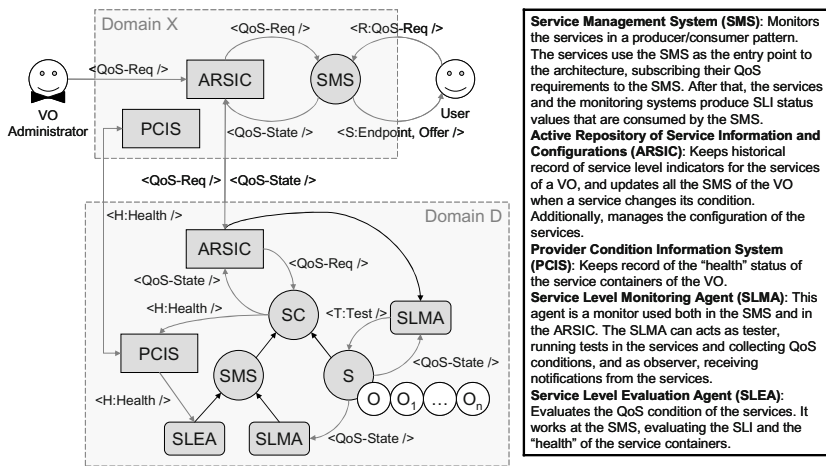 Domain X
<QoS-Req />
<R:QoS-Req />
<QoS-Req />
ARSIC
SMS
VO
Administrator
User
PCIS
<QoS-State />
<S:Endpoint, Offer />
<QoS-Req />
<QoS-State />
<H:Health />
Domain D
ARSIC
<QoS-Req />
<QoS-State />
<H:Health />
SC
<T:Test />
SLMA
PCIS
SMS
S
<QoS-State />
<H:Health />
O
O1
...
On
SLEA
SLMA
<QoS-State />
Service Management System (SMS): Monitors
the services in a producer/consumer pattern.
The services use the SMS as the entry point to
the architecture, subscribing their QoS
requirements to the SMS. After that, the services
and the monitoring systems produce SLI status
values that are consumed by the SMS.
Active Repository of Service Information and
Configurations (ARSIC): Keeps historical
record of service level indicators for the services
of a VO, and updates all the SMS of the VO
when a service changes its condition.
Additionally, manages the configuration of the
services.
Provider Condition Information System
(PCIS): Keeps record of the “health” status of
the service containers of the VO.
Service Level Monitoring Agent (SLMA): This
agent is a monitor used both in the SMS and in
the ARSIC. The SLMA can acts as tester,
running tests in the services and collecting QoS
conditions, and as observer, receiving
notifications from the services.
Service Level Evaluation Agent (SLEA):
Evaluates the QoS condition of the services. It
works at the SMS, evaluating the SLI and the
“health” of the service containers.